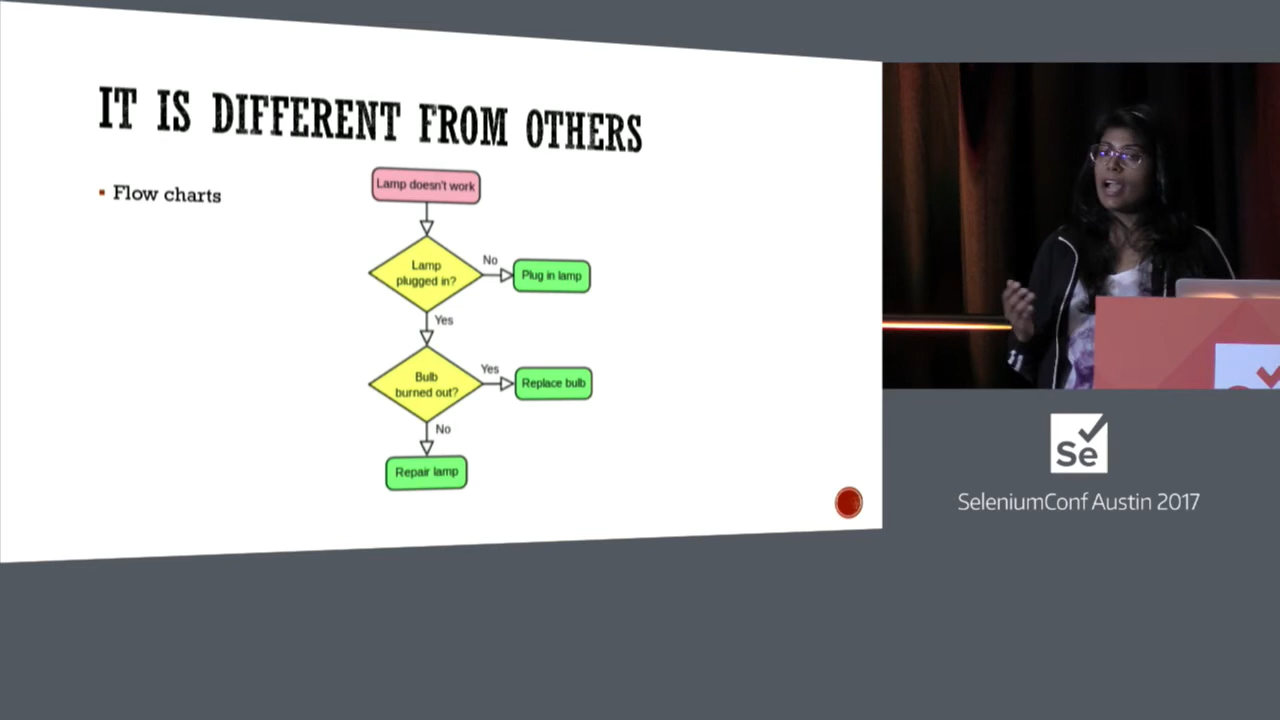 IT IS DIFFERENT FROM OTHERS
Flow charts
Lamp doesn't work
Lamp
plugged in?
No
Plug in lamp
Yes
Bulb
burned out?
Yes
Replace bulb
No
Repair lamp
Se
SeleniumConf Austin 2017